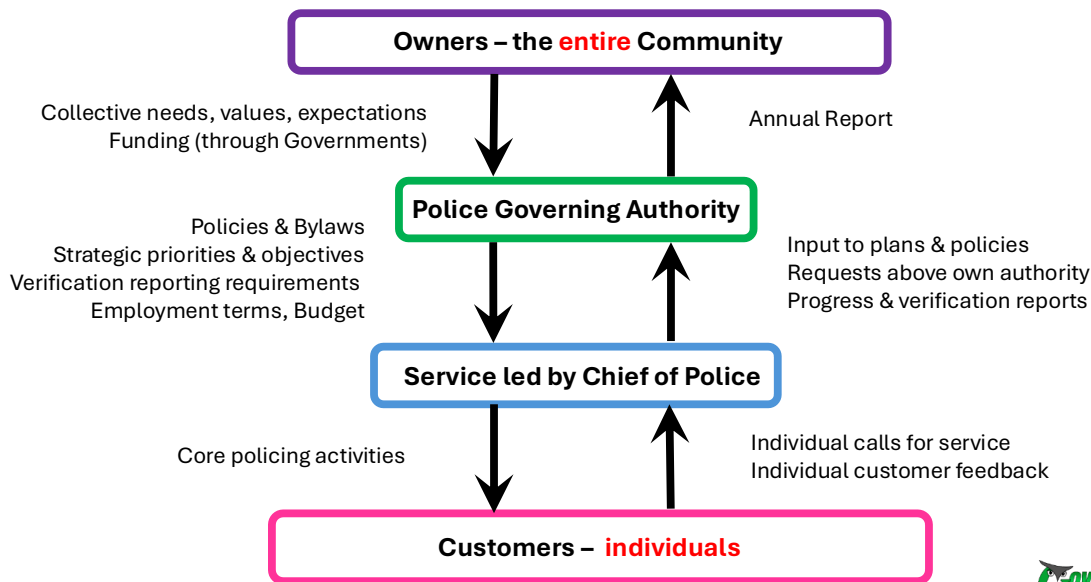 Owners – the entire Community
Collective needs, values, expectations
Funding (through Governments)
Annual Report
Police Governing Authority
Policies & Bylaws
Strategic priorities & objectives
Verification reporting requirements
Employment terms, Budget
Input to plans & policies
Requests above own authority
Progress & verification reports
Service led by Chief of Police
Core policing activities
Individual calls for service
Individual customer feedback
Customers – individuals